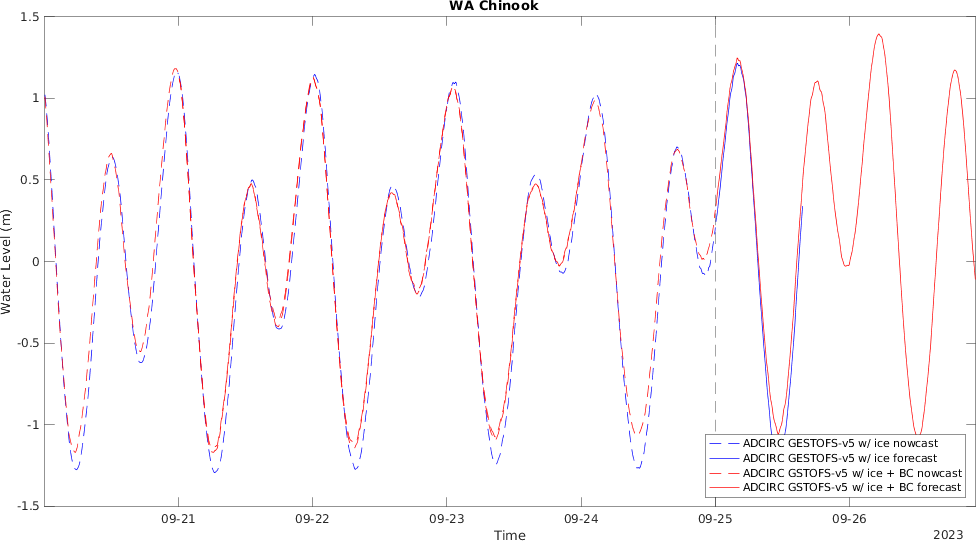 WA Chinook
1.5
1
0.5
0
-0.5
-1
-1.5
Water Level (m)
ADCIRC GESTOFS-v5 w/ ice nowcast
ADCIRC GESTOFS-v5 w/ ice forecast
ADCIRC GSTOFS-v5 w/ ice + BC nowcast
ADCIRC GSTOFS-v5 w/ ice + BC forecast
09-21 09-22 09-23 09-24 09-25 09-26
Time
2023